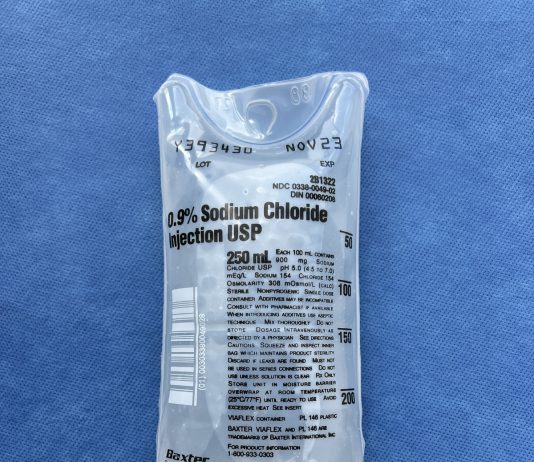 Y393430 NOV23
LOT EXP
2B1322
NDC 0338-0049-02
DIN 00060208
0.9% Sodium Chloride
Injection USP
250 mL EACH 100 mL CONTAINS
900 mg SODIUM
CHLORIDE USP pH 5.0 (4.5 TO 7.0)
mEq/L SODIUM 154 CHLORIDE 154
OSMOLARITY 308 mOsmol/L (CALC)
STERILE NONPYROGENIC SINGLE DOSE
CONTAINER ADDITIVES MAY BE INCOMPATIBLE
CONSULT WITH PHARMACIST IF AVAILABLE
WHEN INTRODUCING ADDITIVES USE ASEPTIC
TECHNIQUE MIX THOROUGHLY DO NOT
STORE DOSAGE INTRAVENOUSLY AS
DIRECTED BY A PHYSICIAN SEE DIRECTIONS
CAUTIONS SQUEEZE AND INSPECT INNER
BAG WHICH MAINTAINS PRODUCT STERILITY
DISCARD IF LEAKS ARE FOUND MUST NOT
BE USED IN SERIES CONNECTIONS DO NOT
USE UNLESS SOLUTION IS CLEAR RX ONLY
STORE UNIT IN MOISTURE BARRIER
OVERWRAP AT ROOM TEMPERATURE
(25°C/77°F) UNTIL READY TO USE AVOID
EXCESSIVE HEAT SEE INSERT
VIAFLEX CONTAINER PL 146 PLASTIC
BAXTER VIAFLEX AND PL 146 ARE
TRADEMARKS OF BAXTER INTERNATIONAL INC
FOR PRODUCT INFORMATION
1-800-933-0303
Baxter
50
100
150
200
(01) 00303380049028